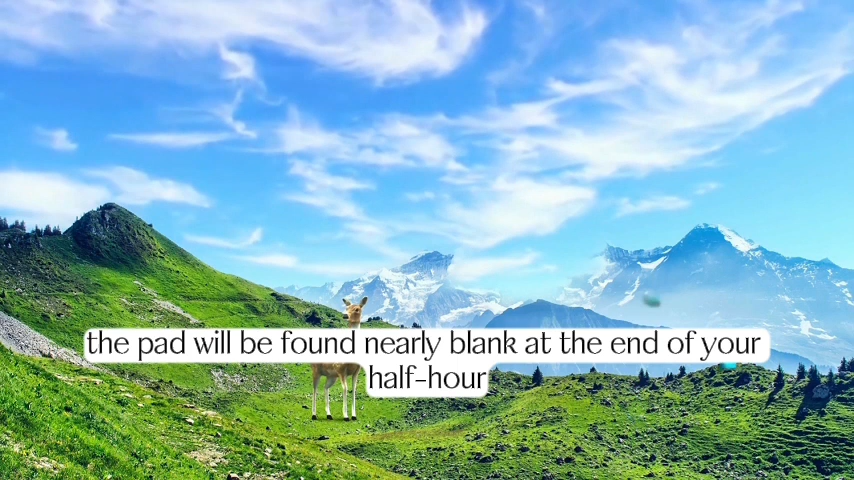 the pad will be found nearly blank at the end of your
half-hour